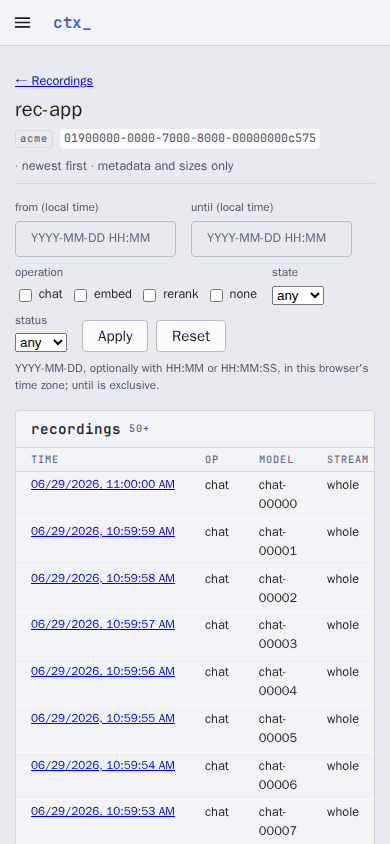 ctx_
← Recordings
rec-app
acme 01900000-0000-7000-8000-00000000c575
· newest first · metadata and sizes only
from (local time) until (local time)
YYYY-MM-DD HH:MM YYYY-MM-DD HH:MM
operation state
chat embed rerank none any
status
any Apply Reset
YYYY-MM-DD, optionally with HH:MM or HH:MM:SS, in this browser's
time zone; until is exclusive.
recordings 50+
TIME OP MODEL STREAM
06/29/2026, 11:00:00 AM chat chat- whole
00000
06/29/2026, 10:59:59 AM chat chat- whole
00001
06/29/2026, 10:59:58 AM chat chat- whole
00002
06/29/2026, 10:59:57 AM chat chat- whole
00003
06/29/2026, 10:59:56 AM chat chat- whole
00004
06/29/2026, 10:59:55 AM chat chat- whole
00005
06/29/2026, 10:59:54 AM chat chat- whole
00006
06/29/2026, 10:59:53 AM chat chat- whole
00007